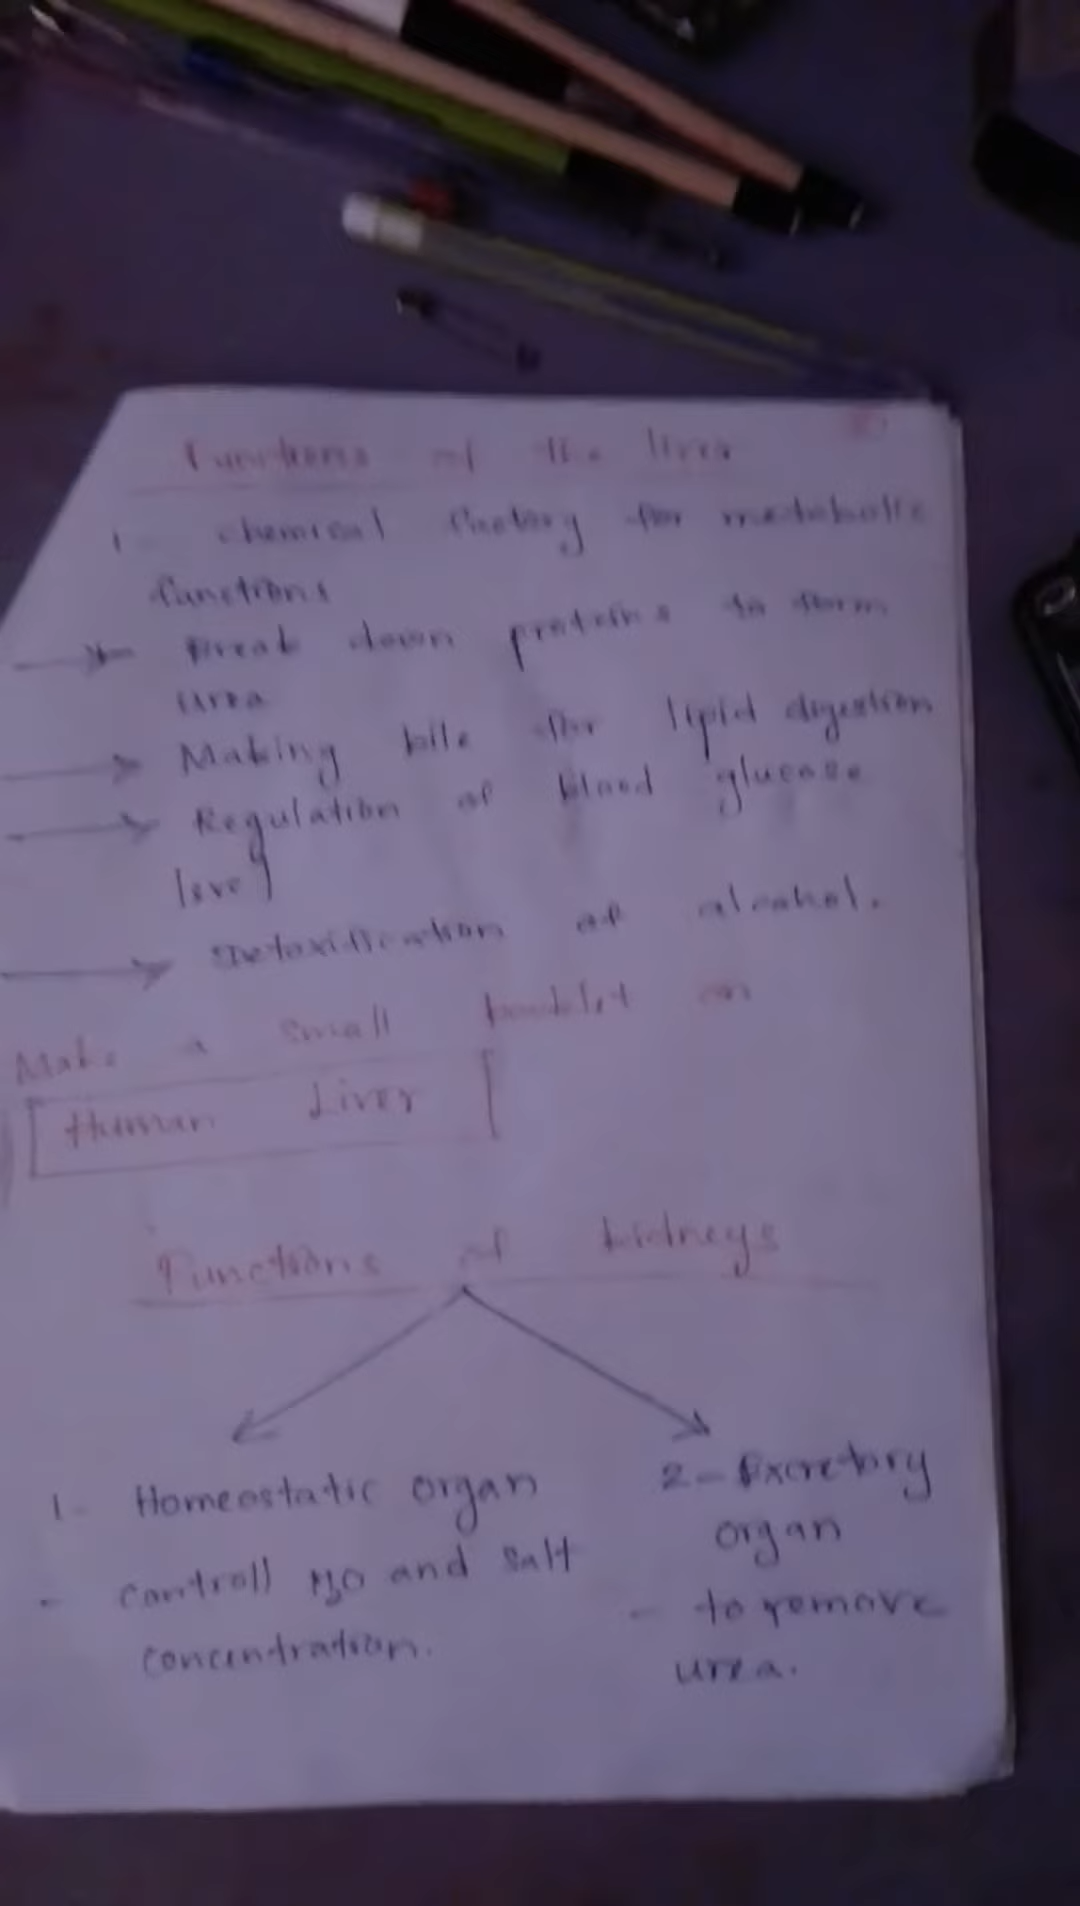 Functions of the liver
1- chemical factory for metabolic
functions
Break down proteins to form
urea
Making bile for lipid digestion
Regulation of blood glucose
level
Detoxification of alcohol.
Make a small booklet on
Human Liver
Functions of kidneys
1- Homeostatic organ
- Controll H2O and salt
concentration.
2- Excretory
organ
- to remove
urea.